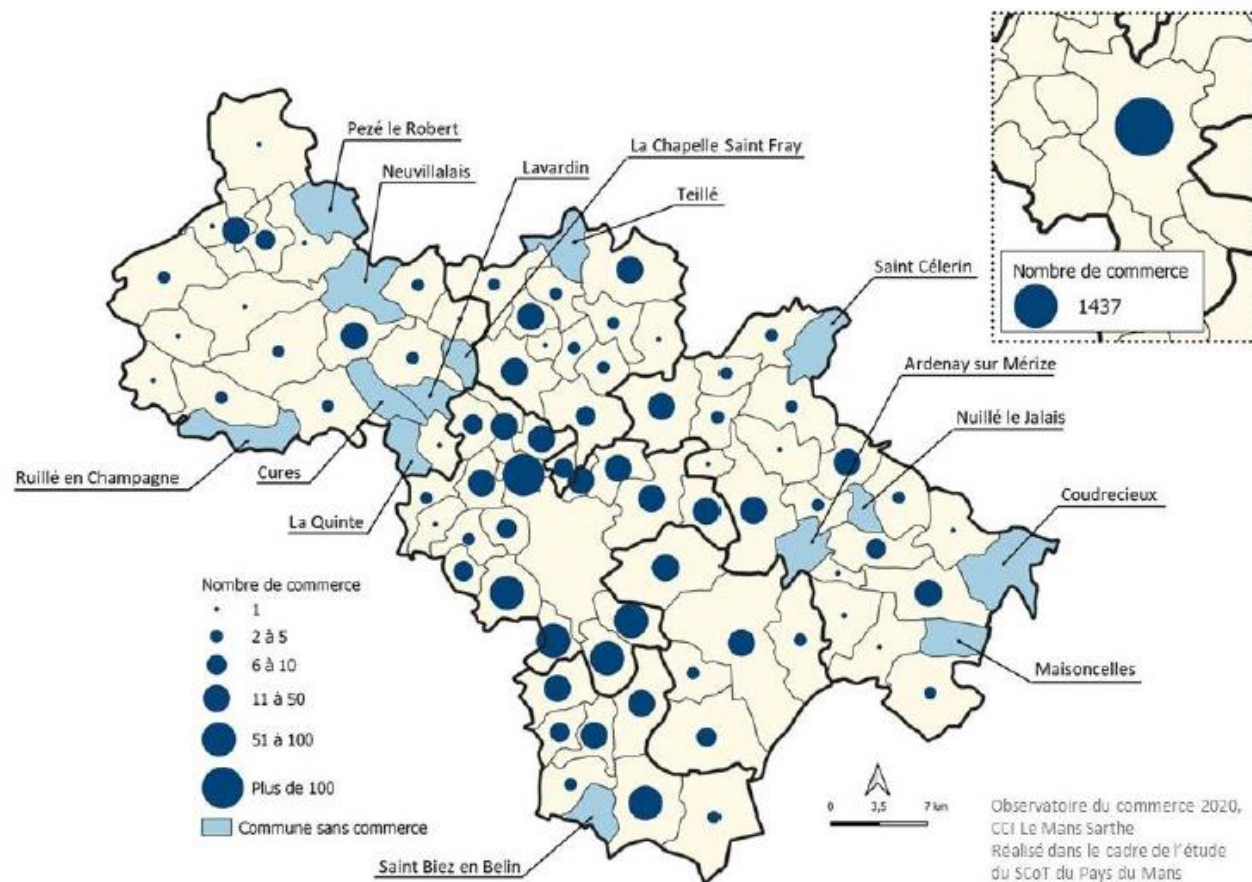 Pezé le Robert
Neuvillalais
Lavardin
La Chapelle Saint Fray
Teillé
Saint Célerin
Ardenay sur Mérize
Nuillé le Jalais
Coudrecieux
Maisoncelles
Ruillé en Champagne
Cures
La Quinte
Saint Biez en Belin
Nombre de commerce
1437
Nombre de commerce
1
2 à 5
6 à 10
11 à 50
51 à 100
Plus de 100
Commune sans commerce
0 3,5 7 km
Observatoire du commerce 2020,
CCI Le Mans Sarthe
Réalisé dans le cadre de l'étude
du SCoT du Pays du Mans